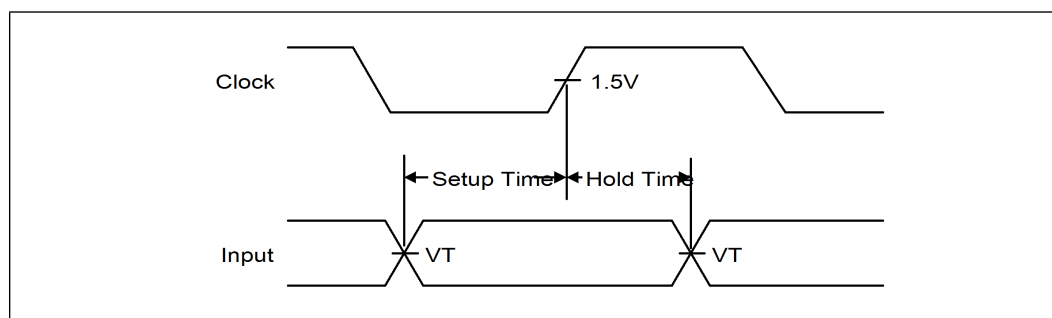 Clock
1.5V
Setup Time
Hold Time
Input
VT
VT